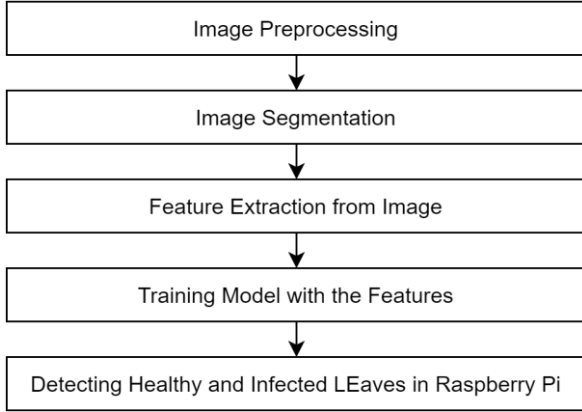 Image Preprocessing
Image Segmentation
Feature Extraction from Image
Training Model with the Features
Detecting Healthy and Infected LEaves in Raspberry Pi